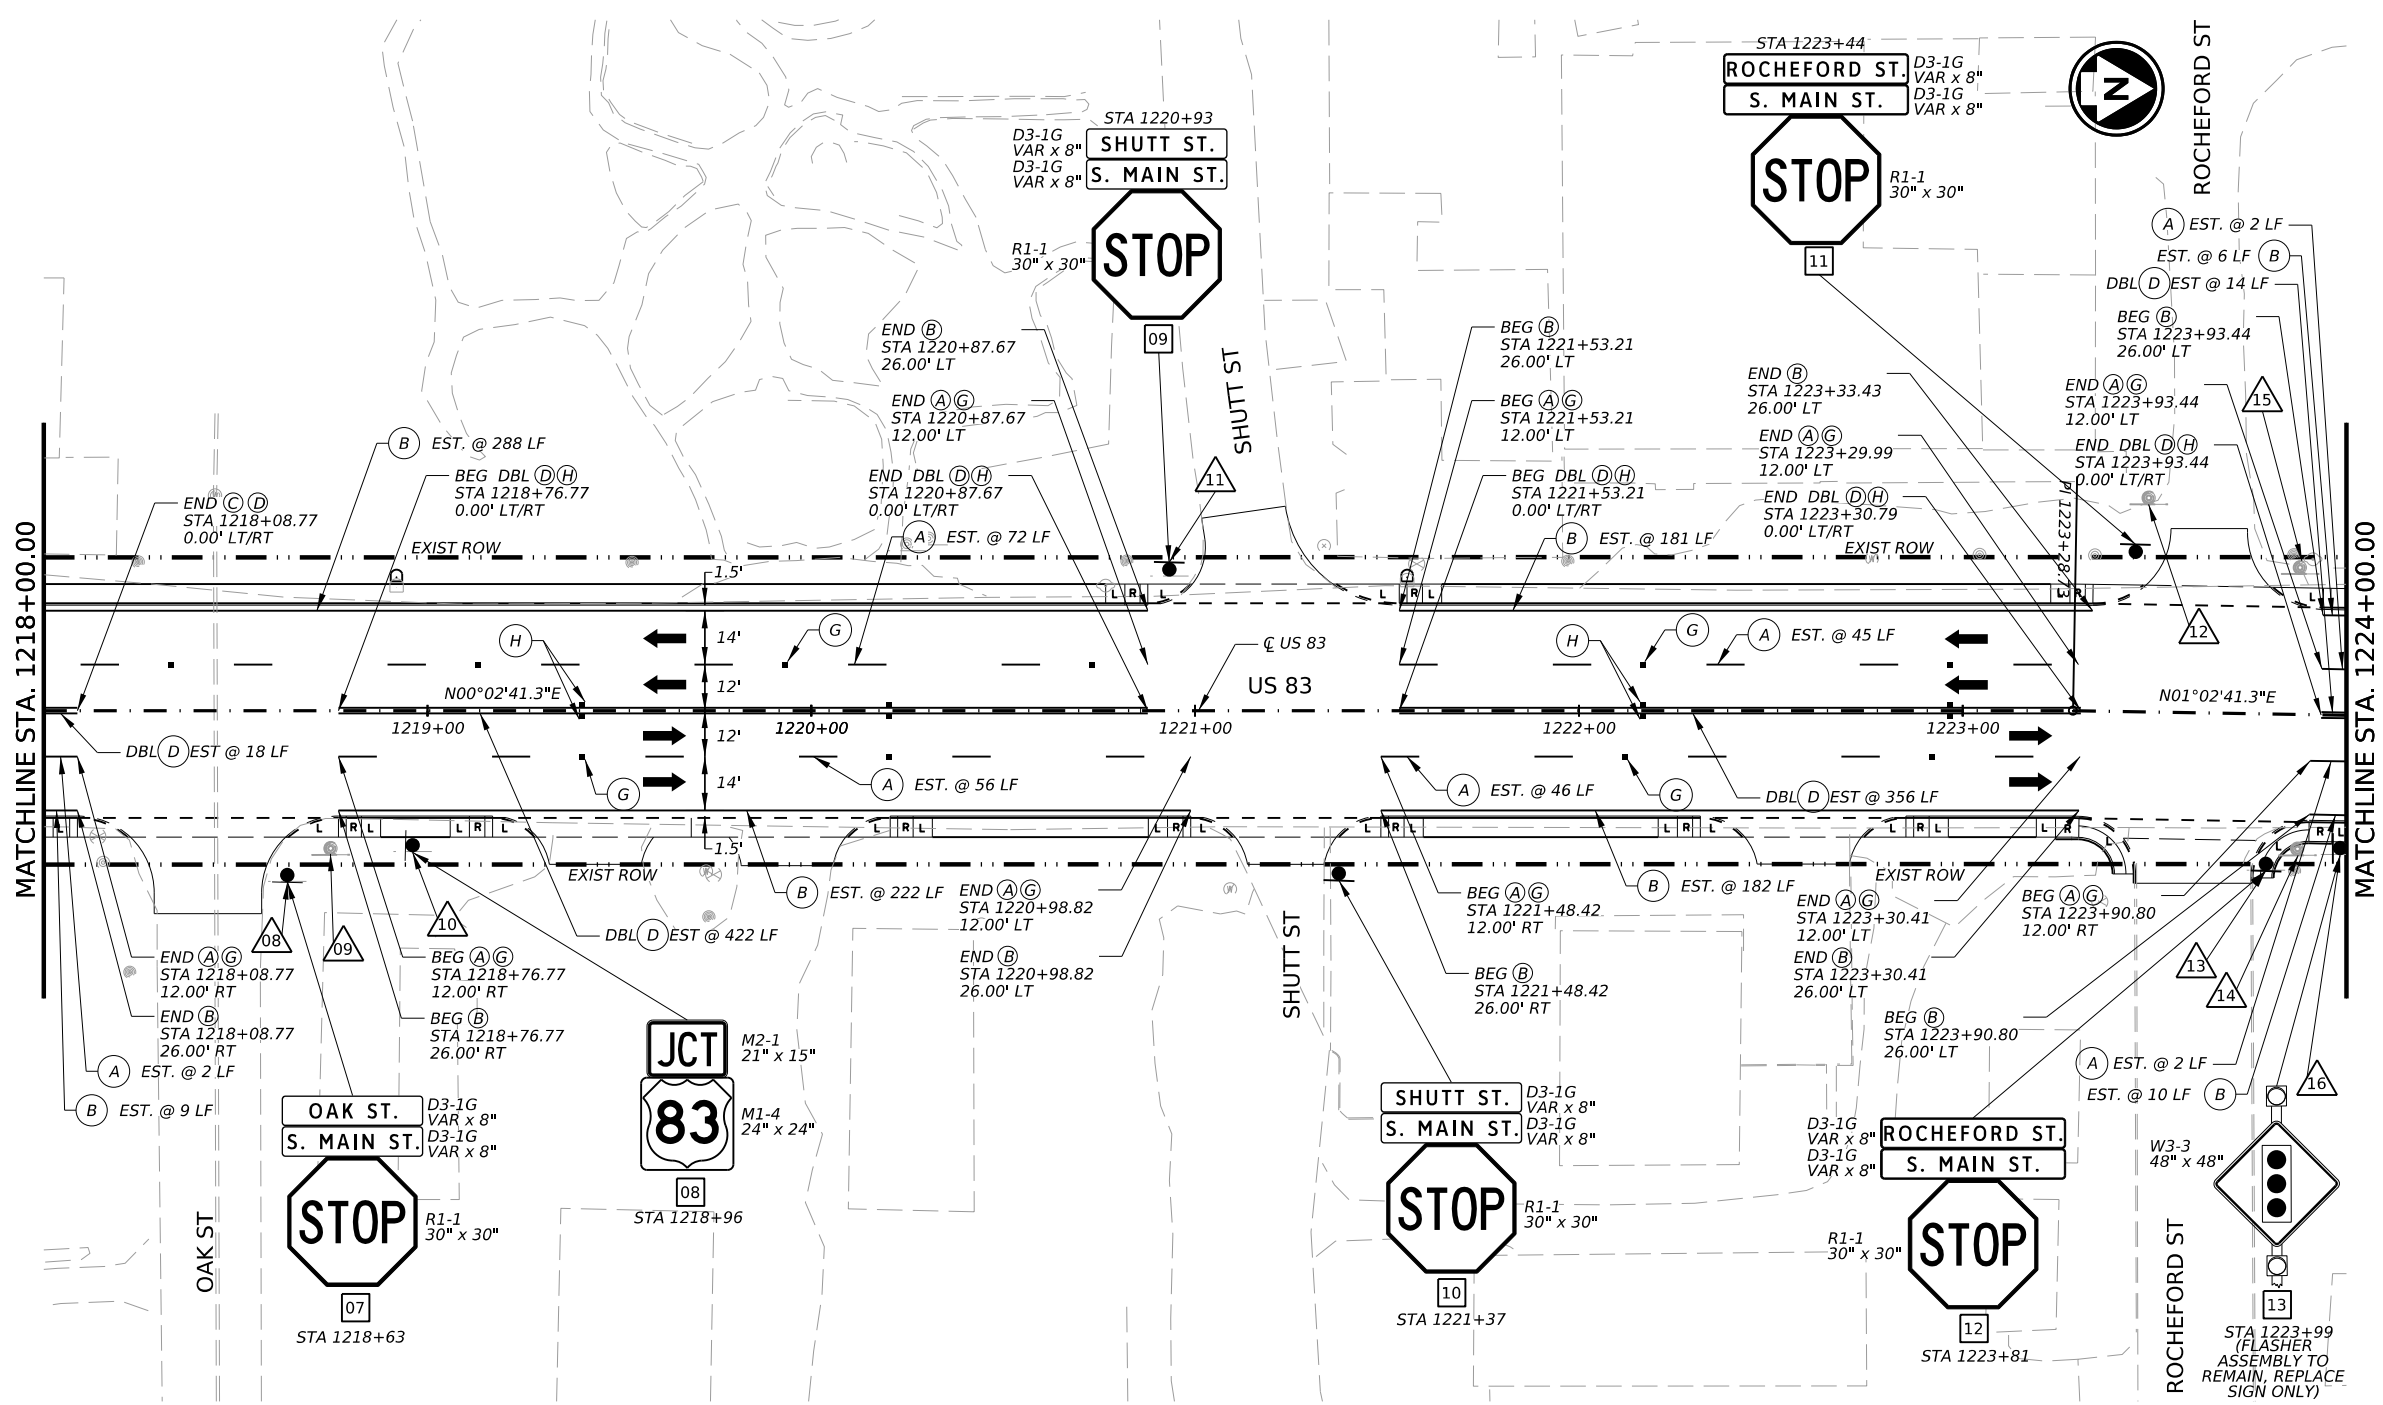 STA 1223+44
ROCHEFORD ST.
D3-1G
VAR x 8"
S. MAIN ST.
D3-1G
VAR x 8"
STOP
R1-1
30" x 30"
11
N
ROCHEFORD ST
STA 1220+93
D3-1G
VAR x 8"
SHUTT ST.
D3-1G
VAR x 8"
S. MAIN ST.
R1-1
30" x 30"
STOP
09
SHUTT ST
A EST. @ 2 LF
EST. @ 6 LF B
DBL D EST @ 14 LF
BEG B
STA 1223+93.44
26.00' LT
END A G
STA 1223+93.44
12.00' LT
END DBL D H
STA 1223+93.44
0.00' LT/RT
15
END B
STA 1220+87.67
26.00' LT
END A G
STA 1220+87.67
12.00' LT
END DBL D H
STA 1220+87.67
0.00' LT/RT
A EST. @ 72 LF
BEG B
STA 1221+53.21
26.00' LT
BEG A G
STA 1221+53.21
12.00' LT
BEG DBL D H
STA 1221+53.21
0.00' LT/RT
B EST. @ 181 LF
END B
STA 1223+33.43
26.00' LT
END A G
STA 1223+29.99
12.00' LT
END DBL D H
STA 1223+30.79
0.00' LT/RT
EXIST ROW
PI 1223+28.73
B EST. @ 288 LF
BEG DBL D H
STA 1218+76.77
0.00' LT/RT
END C D
STA 1218+08.77
0.00' LT/RT
EXIST ROW
11
12
MATCHLINE STA. 1218+00.00
MATCHLINE STA. 1224+00.00
L R L
L R L
L R
L
1.5'
14'
12'
12'
14'
1.5'
H
G
H
G
A EST. @ 45 LF
℄ US 83
US 83
N00°02'41.3"E
N01°02'41.3"E
1219+00
1220+00
1221+00
1222+00
1223+00
DBL D EST @ 18 LF
G
A EST. @ 56 LF
A EST. @ 46 LF
G
DBL D EST @ 356 LF
L
L R L
L R L
L R L
L R L
L R L
L R L
L R L
L R
L
R L
EXIST ROW
EXIST ROW
08
09
10
DBL D EST @ 422 LF
B EST. @ 222 LF
B EST. @ 182 LF
END A G
STA 1218+08.77
12.00' RT
END B
STA 1218+08.77
26.00' RT
A EST. @ 2 LF
B EST. @ 9 LF
BEG A G
STA 1218+76.77
12.00' RT
BEG B
STA 1218+76.77
26.00' RT
END A G
STA 1220+98.82
12.00' LT
END B
STA 1220+98.82
26.00' LT
SHUTT ST
BEG A G
STA 1221+48.42
12.00' RT
BEG B
STA 1221+48.42
26.00' RT
END A G
STA 1223+30.41
12.00' LT
END B
STA 1223+30.41
26.00' LT
BEG A G
STA 1223+90.80
12.00' RT
BEG B
STA 1223+90.80
26.00' LT
13
14
16
A EST. @ 2 LF
EST. @ 10 LF B
OAK ST
OAK ST.
D3-1G
VAR x 8"
S. MAIN ST.
D3-1G
VAR x 8"
STOP
R1-1
30" x 30"
07
STA 1218+63
JCT
M2-1
21" x 15"
83
M1-4
24" x 24"
08
STA 1218+96
SHUTT ST.
D3-1G
VAR x 8"
S. MAIN ST.
D3-1G
VAR x 8"
STOP
R1-1
30" x 30"
10
STA 1221+37
D3-1G
VAR x 8"
ROCHEFORD ST.
D3-1G
VAR x 8"
S. MAIN ST.
R1-1
30" x 30"
STOP
12
STA 1223+81
ROCHEFORD ST
W3-3
48" x 48"
13
STA 1223+99
(FLASHER
ASSEMBLY TO
REMAIN, REPLACE
SIGN ONLY)